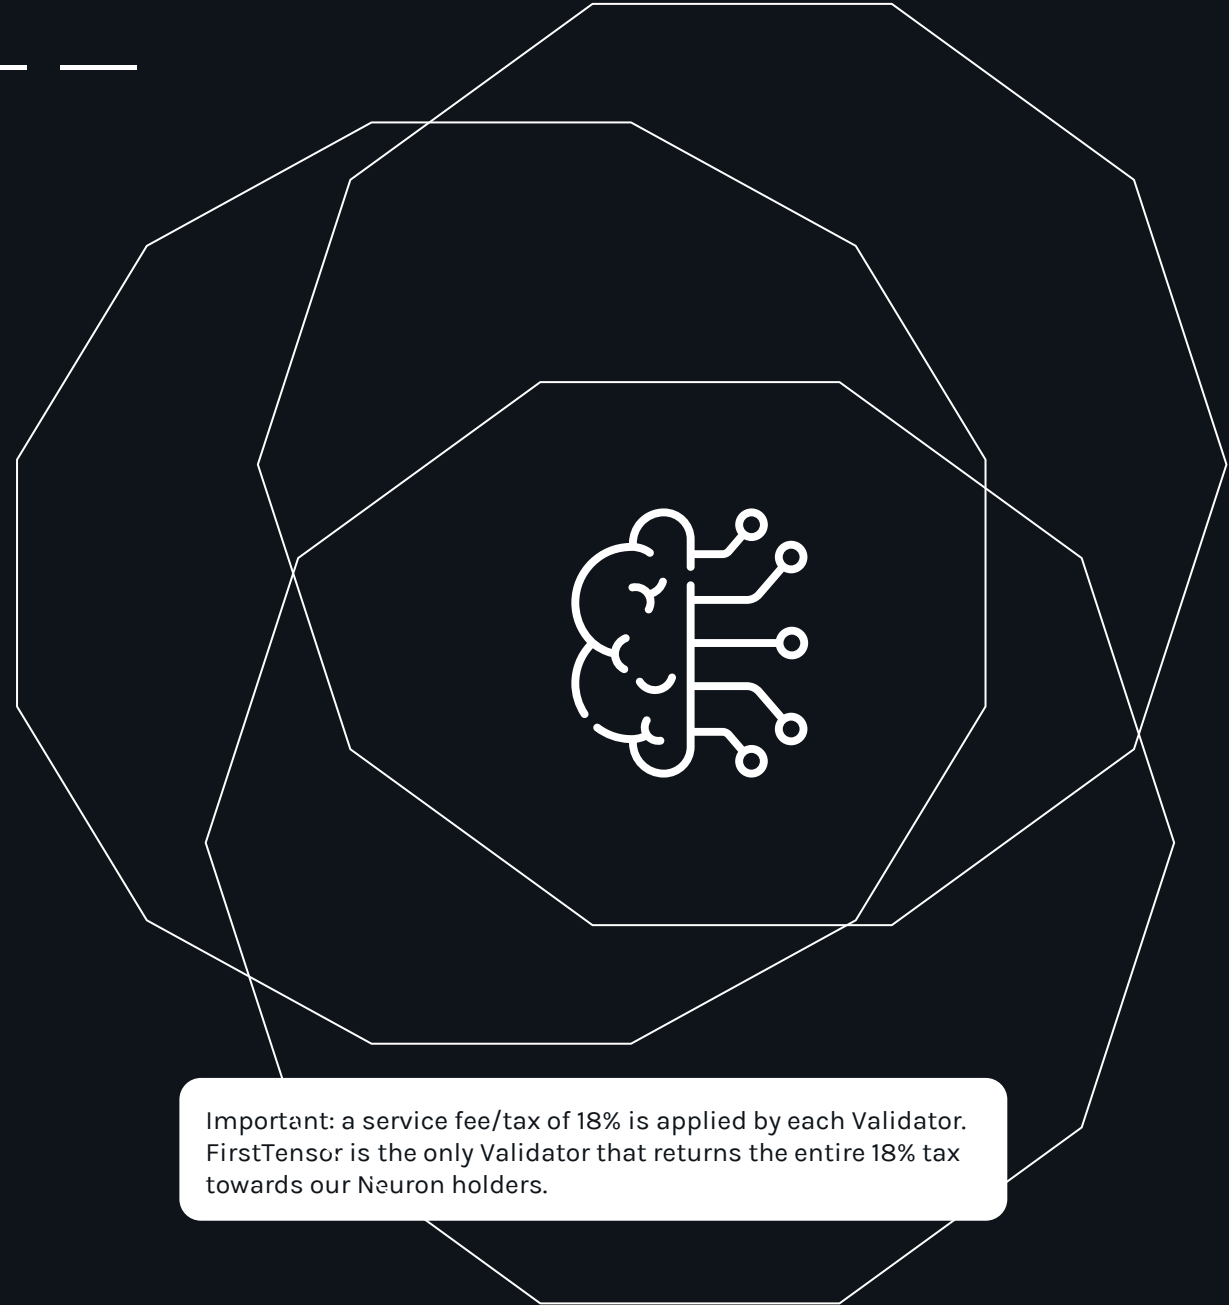 Important: a service fee/tax of 18% is applied by each Validator.
FirstTensor is the only Validator that returns the entire 18% tax
towards our Neuron holders.